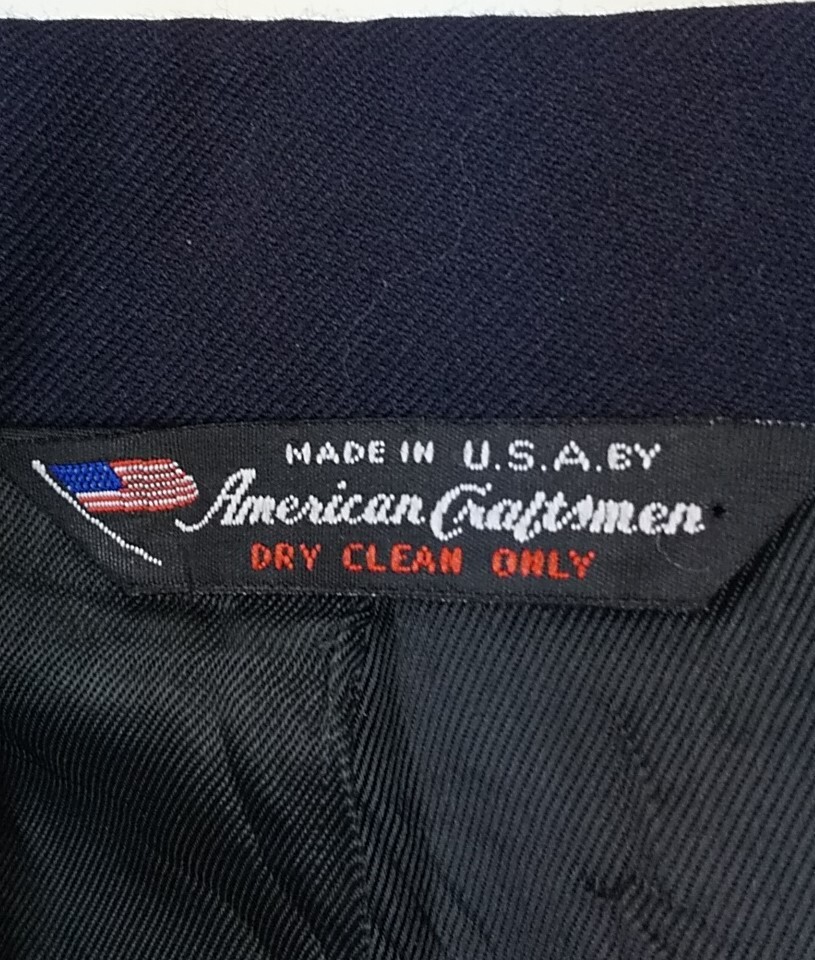 MADE IN U.S.A. BY
American Craftsmen
DRY CLEAN ONLY